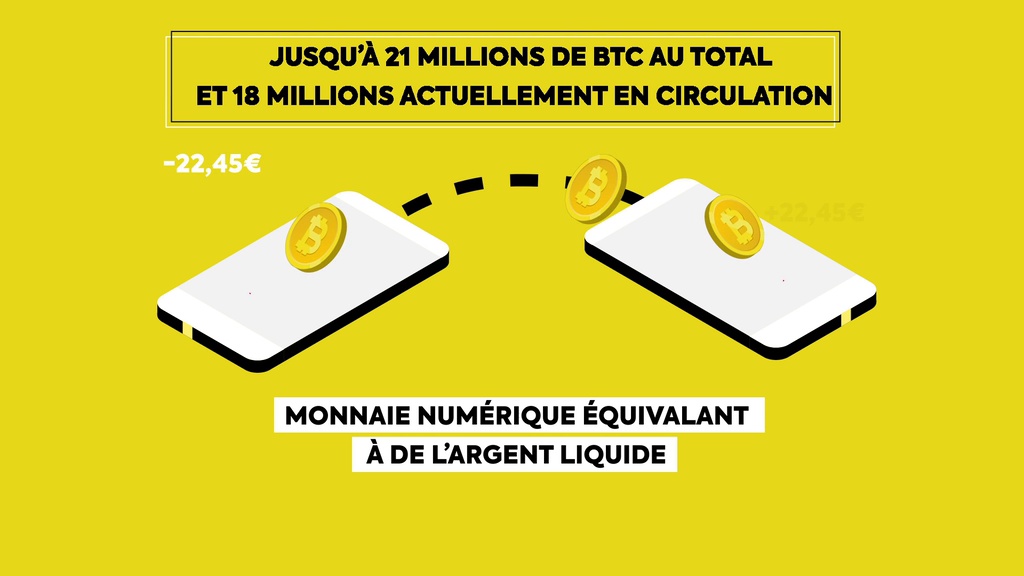 JUSQU'À 21 MILLIONS DE BTC AU TOTAL
ET 18 MILLIONS ACTUELLEMENT EN CIRCULATION
-22,45€
+22,45€
MONNAIE NUMÉRIQUE ÉQUIVALANT
À DE L'ARGENT LIQUIDE